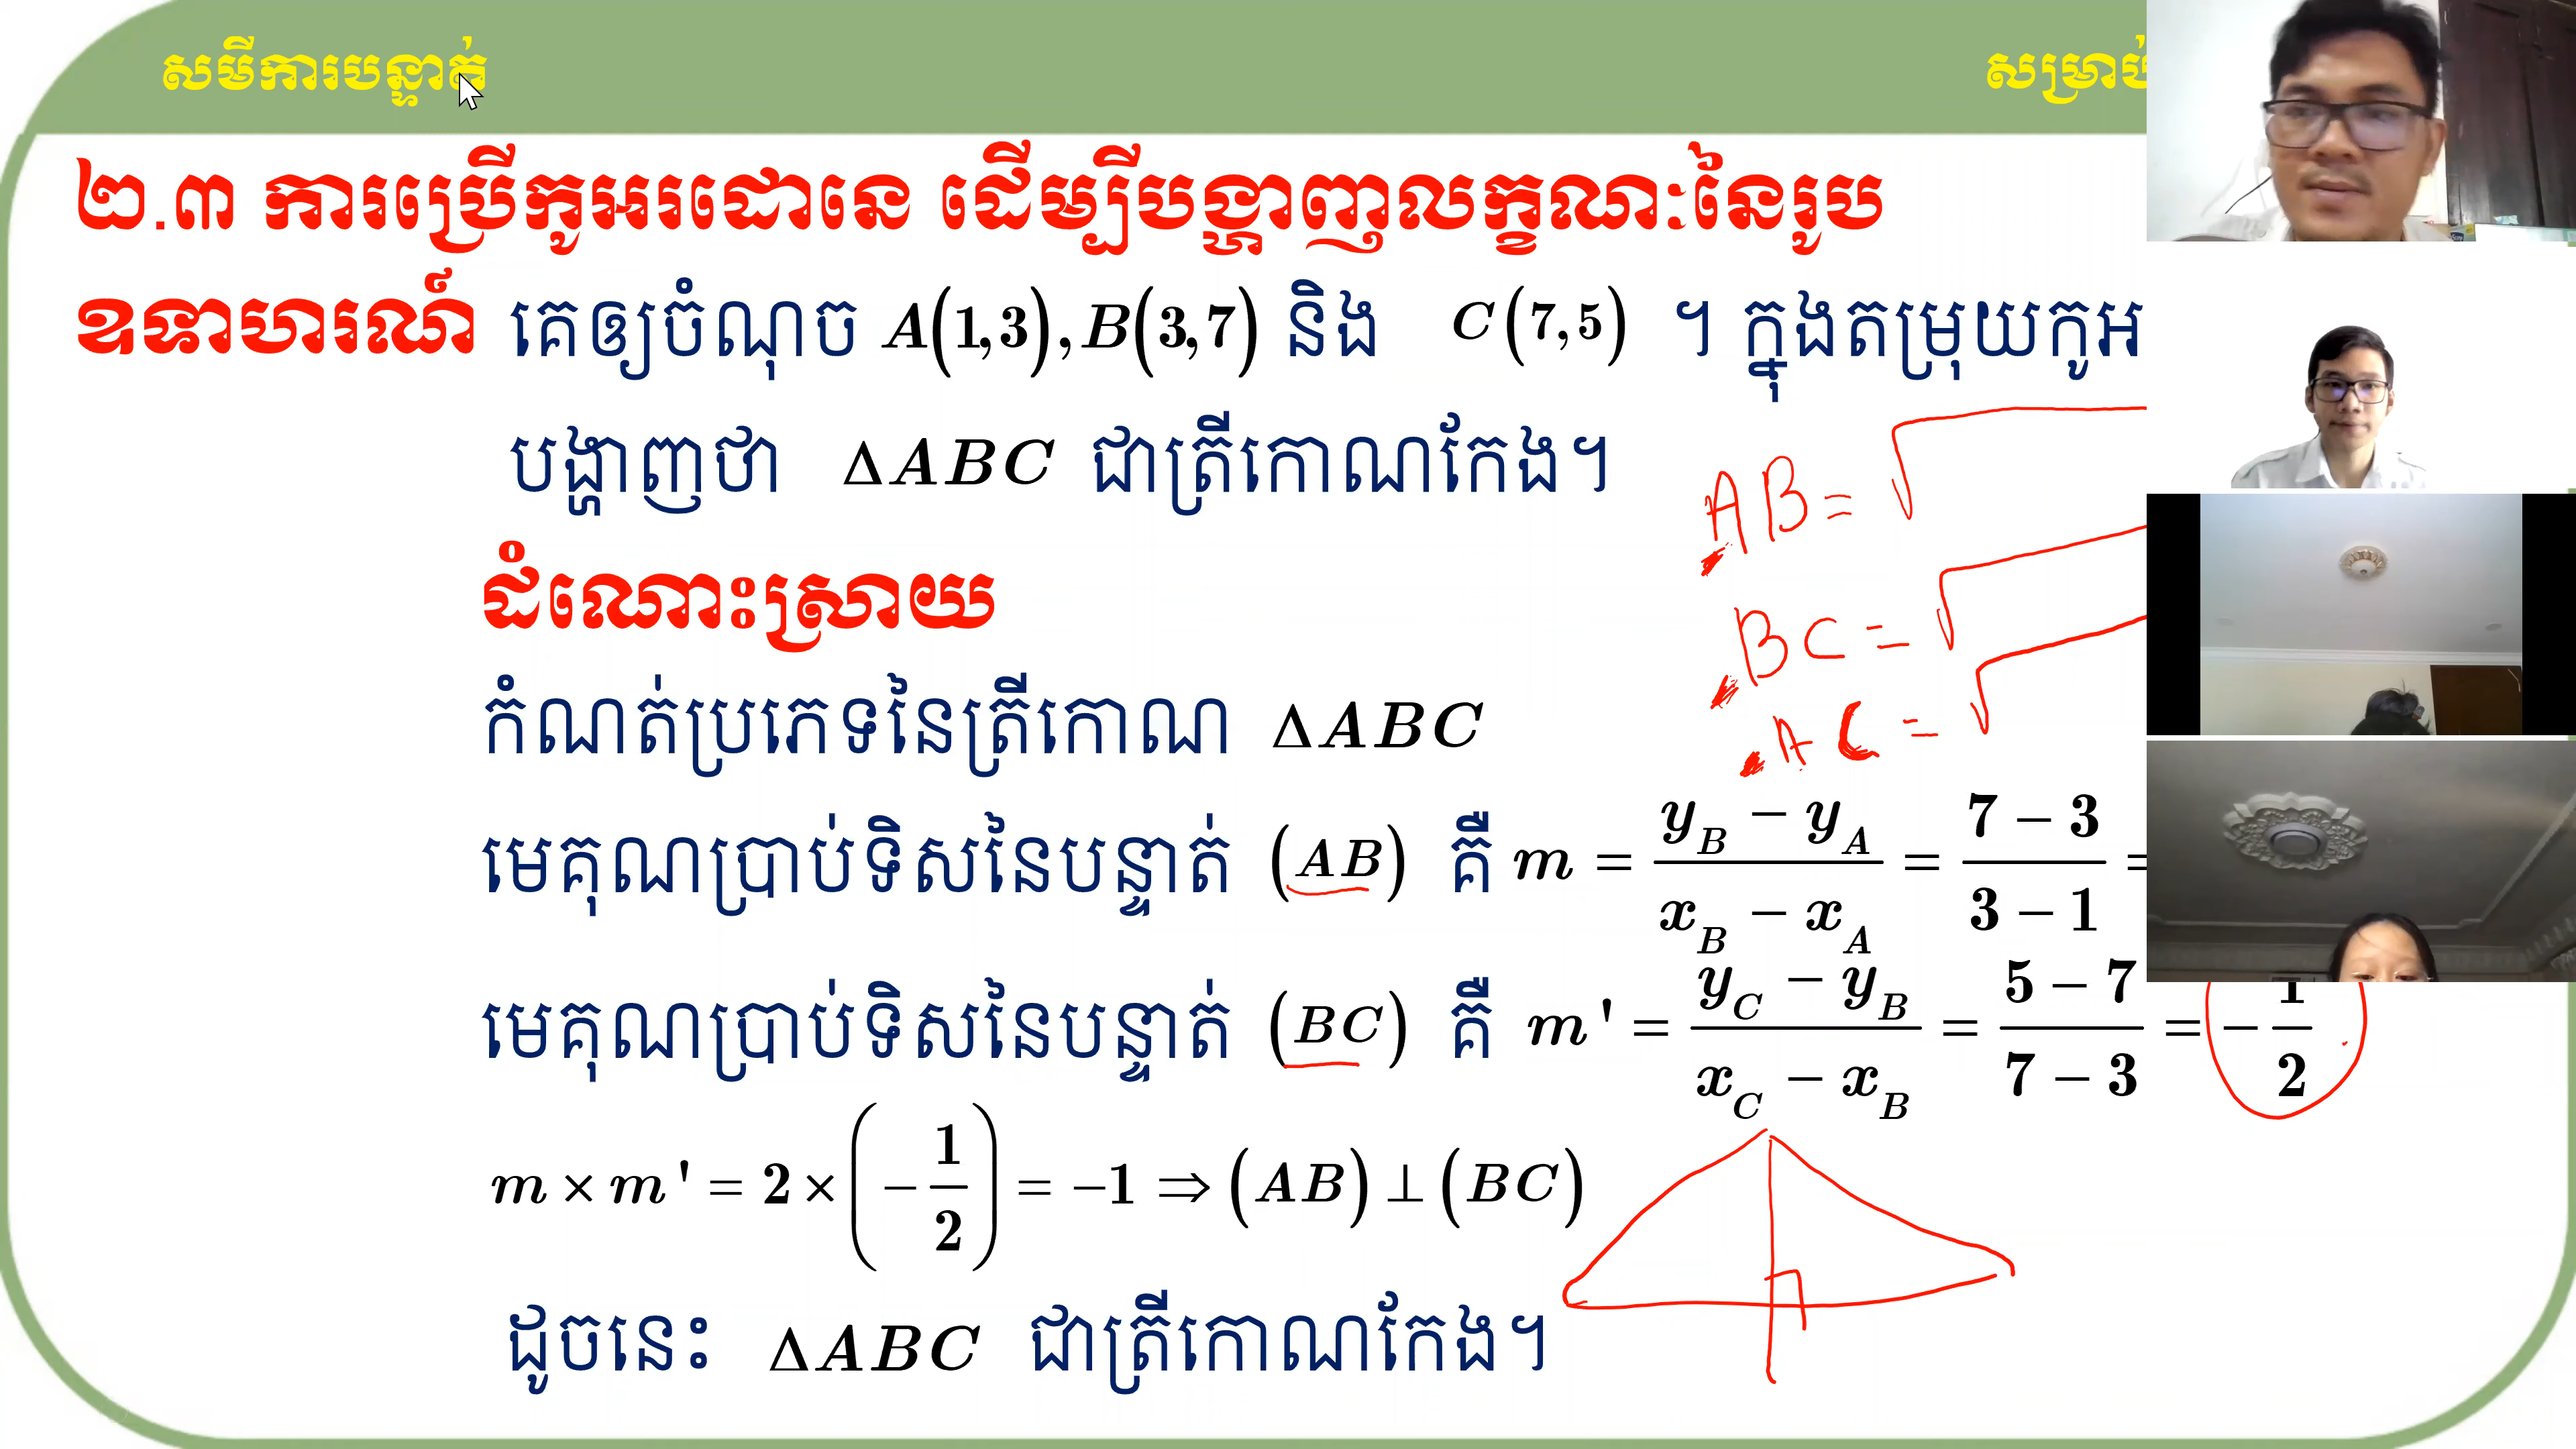 សមីការបន្ទាត់
សម្រាប់
២.៣ ការប្រើកូអរដោនេ ដើម្បីបង្ហាញលក្ខណៈនៃរូប
ឧទាហរណ៍ គេឲ្យចំណុច A(1,3), B(3,7) និង C(7,5) ។ ក្នុងតម្រុយកូអ
បង្ហាញថា ΔABC ជាត្រីកោណកែង។
AB = √
ដំណោះស្រាយ
BC = √
កំណត់ប្រភេទនៃត្រីកោណ ΔABC
AC = √
មេគុណប្រាប់ទិសនៃបន្ទាត់ (AB) គឺ m = (y_B − y_A)/(x_B − x_A) = (7 − 3)/(3 − 1) =
មេគុណប្រាប់ទិសនៃបន្ទាត់ (BC) គឺ m' = (y_C − y_B)/(x_C − x_B) = (5 − 7)/(7 − 3) = −1/2
m × m' = 2 × (−1/2) = −1 ⇒ (AB) ⊥ (BC)
ដូចនេះ ΔABC ជាត្រីកោណកែង។